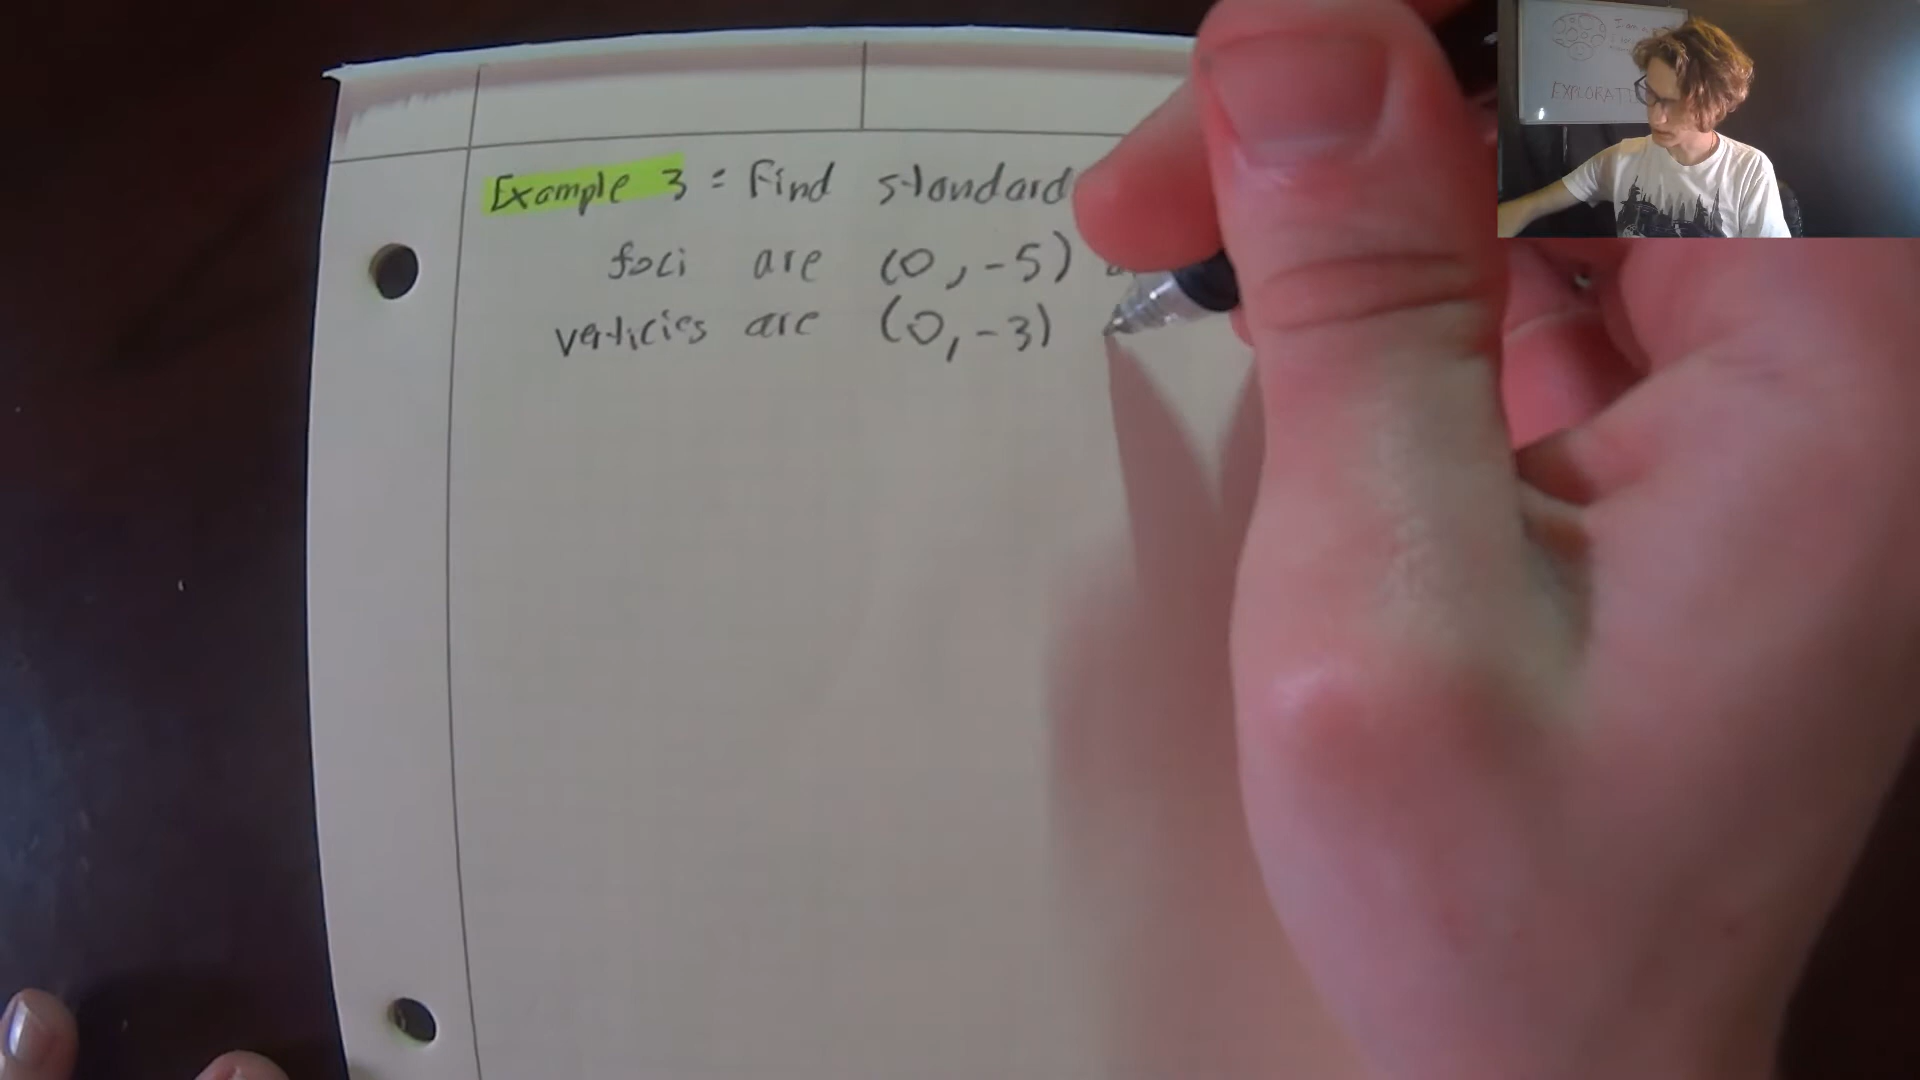 Example 3 : Find standard
foci are (0, -5)
verticies are (0, -3)